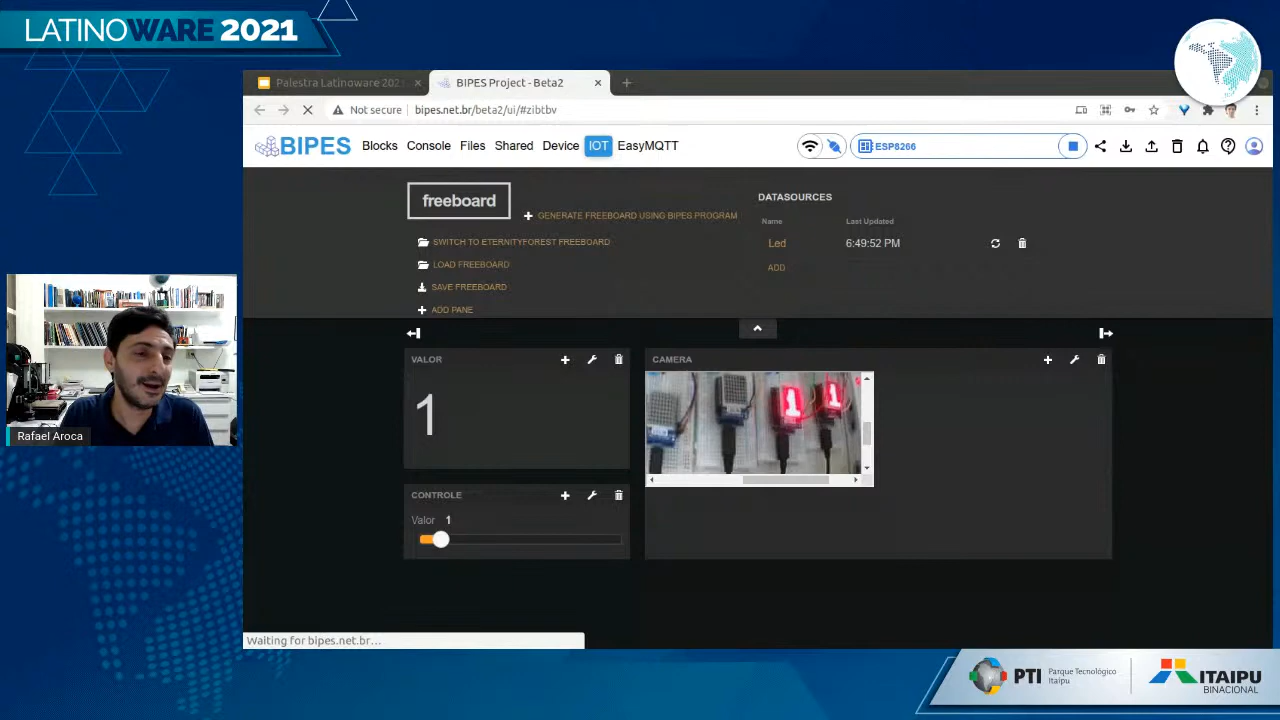 LATINOWARE 2021
Palestra Latinoware 202
BIPES Project - Beta2
Not secure
bipes.net.br/beta2/ui/#zibtbv
BIPES
Blocks
Console
Files
Shared
Device
IOT
EasyMQTT
ESP8266
freeboard
GENERATE FREEBOARD USING BIPES PROGRAM
SWITCH TO ETERNITYFOREST FREEBOARD
LOAD FREEBOARD
SAVE FREEBOARD
ADD PANE
DATASOURCES
Name
Last Updated
Led
6:49:52 PM
ADD
VALOR
1
CAMERA
1
1
CONTROLE
Valor 1
Rafael Aroca
Waiting for bipes.net.br...
PTI
Parque Tecnológico
Itaipu
ITAIPU
BINACIONAL